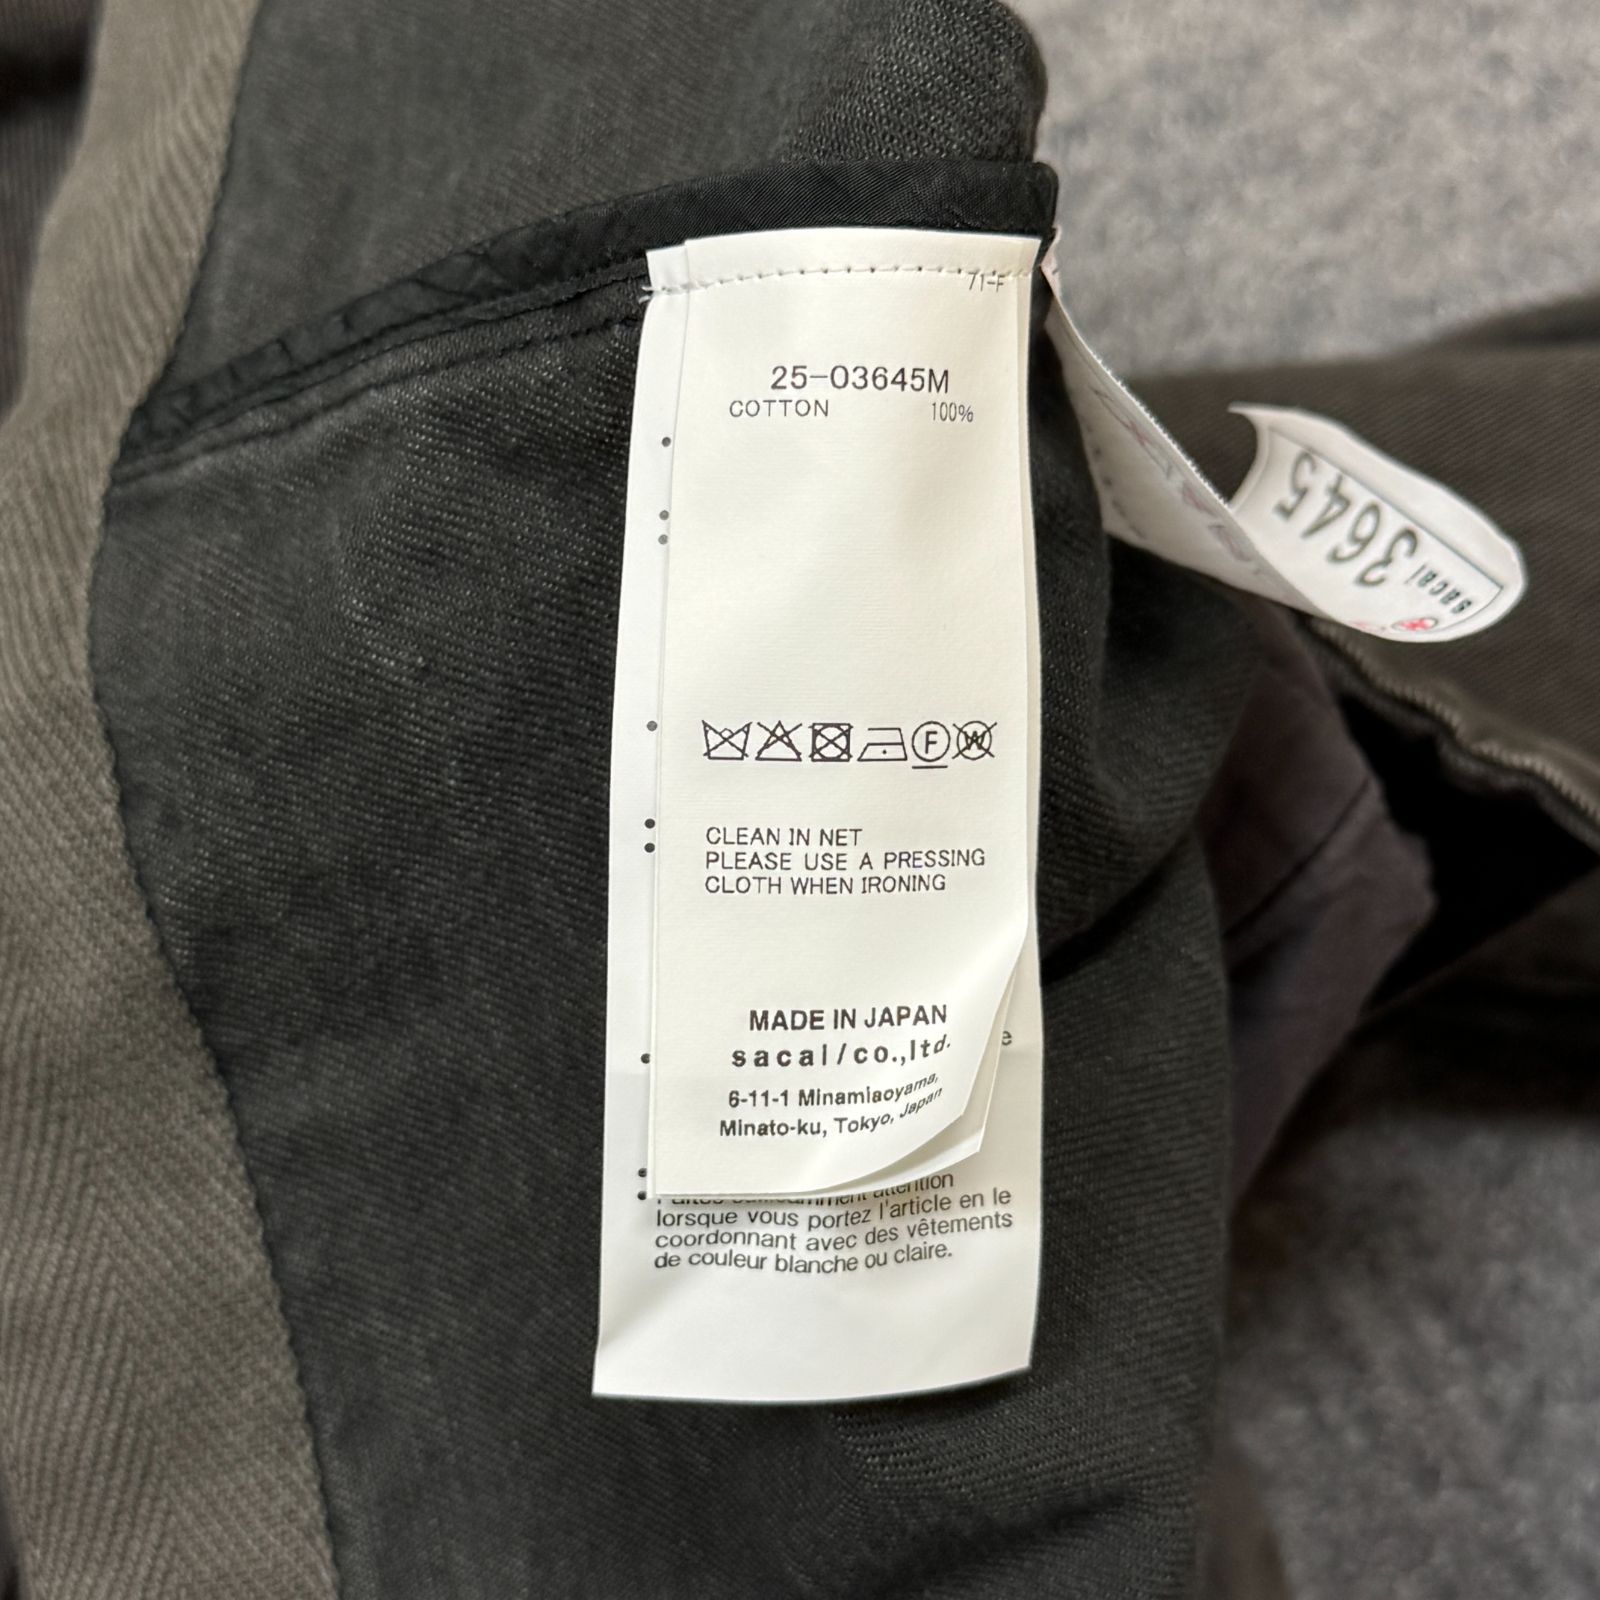 71-F
25-03645M
COTTON 100%
F
W
CLEAN IN NET
PLEASE USE A PRESSING
CLOTH WHEN IRONING
MADE IN JAPAN
sacai/co.,ltd.
6-11-1 Minamiaoyama,
Minato-ku, Tokyo, Japan
attention
lorsque vous portez l'article en le
coordonnant avec des vêtements
de couleur blanche ou claire.
sacai
3645